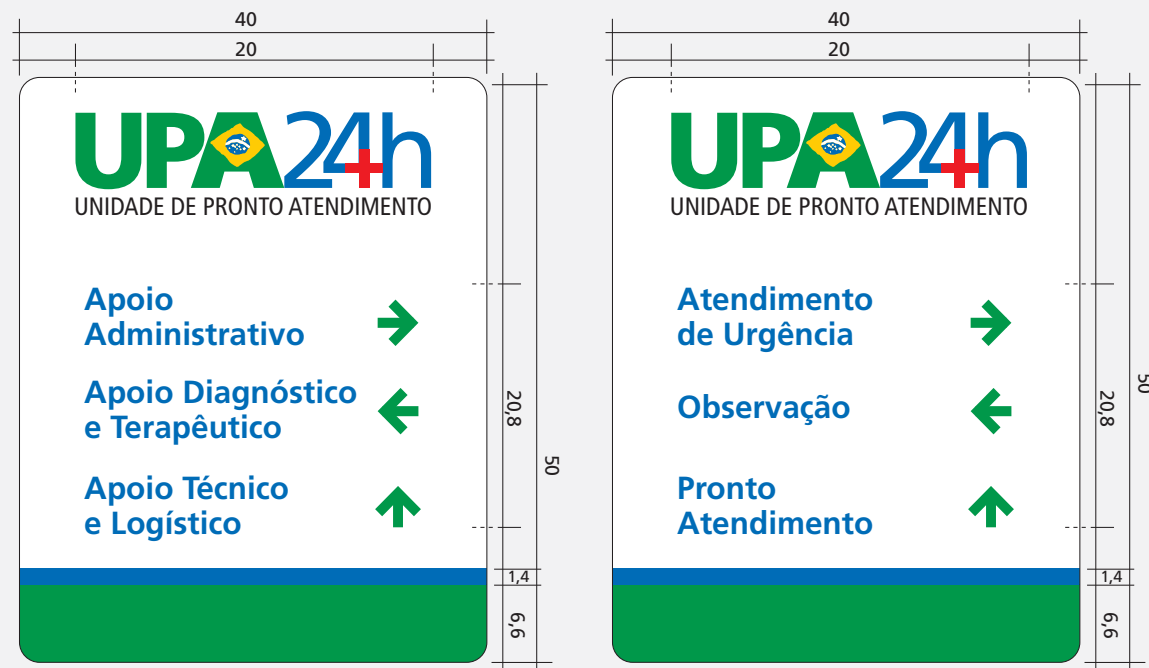 40
20
UPA24h
UNIDADE DE PRONTO ATENDIMENTO
Apoio
Administrativo
Apoio Diagnóstico
e Terapêutico
Apoio Técnico
e Logístico
20,8
50
1,4
6,6
40
20
UPA24h
UNIDADE DE PRONTO ATENDIMENTO
Atendimento
de Urgência
Observação
Pronto
Atendimento
20,8
50
1,4
6,6